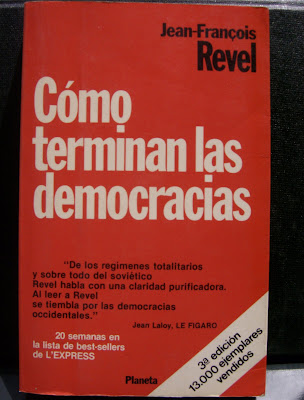 Jean-François
Revel
Cómo
terminan las
democracias
"De los regimenes totalitarios
y sobre todo del soviético
Revel habla con una claridad purificadora.
Al leer a Revel
se tiembla por las democracias
occidentales."
Jean Laloy, LE FIGARO
20 semanas en
la lista de best-sellers
de L'EXPRESS
3ª edición
13.000 ejemplares
vendidos
Planeta